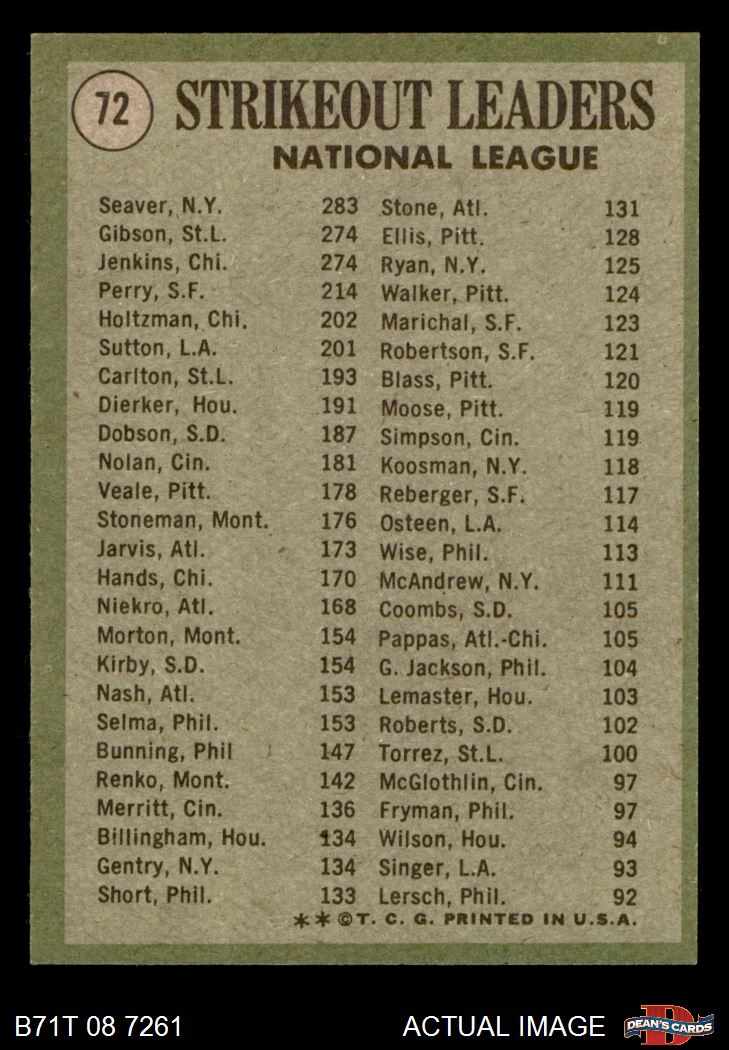 72
STRIKEOUT LEADERS
NATIONAL LEAGUE
Seaver, N.Y. 283
Gibson, St.L. 274
Jenkins, Chi. 274
Perry, S.F. 214
Holtzman, Chi. 202
Sutton, L.A. 201
Carlton, St.L. 193
Dierker, Hou. 191
Dobson, S.D. 187
Nolan, Cin. 181
Veale, Pitt. 178
Stoneman, Mont. 176
Jarvis, Atl. 173
Hands, Chi. 170
Niekro, Atl. 168
Morton, Mont. 154
Kirby, S.D. 154
Nash, Atl. 153
Selma, Phil. 153
Bunning, Phil 147
Renko, Mont. 142
Merritt, Cin. 136
Billingham, Hou. 134
Gentry, N.Y. 134
Short, Phil. 133
Stone, Atl. 131
Ellis, Pitt. 128
Ryan, N.Y. 125
Walker, Pitt. 124
Marichal, S.F. 123
Robertson, S.F. 121
Blass, Pitt. 120
Moose, Pitt. 119
Simpson, Cin. 119
Koosman, N.Y. 118
Reberger, S.F. 117
Osteen, L.A. 114
Wise, Phil. 113
McAndrew, N.Y. 111
Coombs, S.D. 105
Pappas, Atl.-Chi. 105
G. Jackson, Phil. 104
Lemaster, Hou. 103
Roberts, S.D. 102
Torrez, St.L. 100
McGlothlin, Cin. 97
Fryman, Phil. 97
Wilson, Hou. 94
Singer, L.A. 93
Lersch, Phil. 92
**©T. C. G. PRINTED IN U.S.A.
B71T 08 7261
ACTUAL IMAGE
DEAN'S CARDS